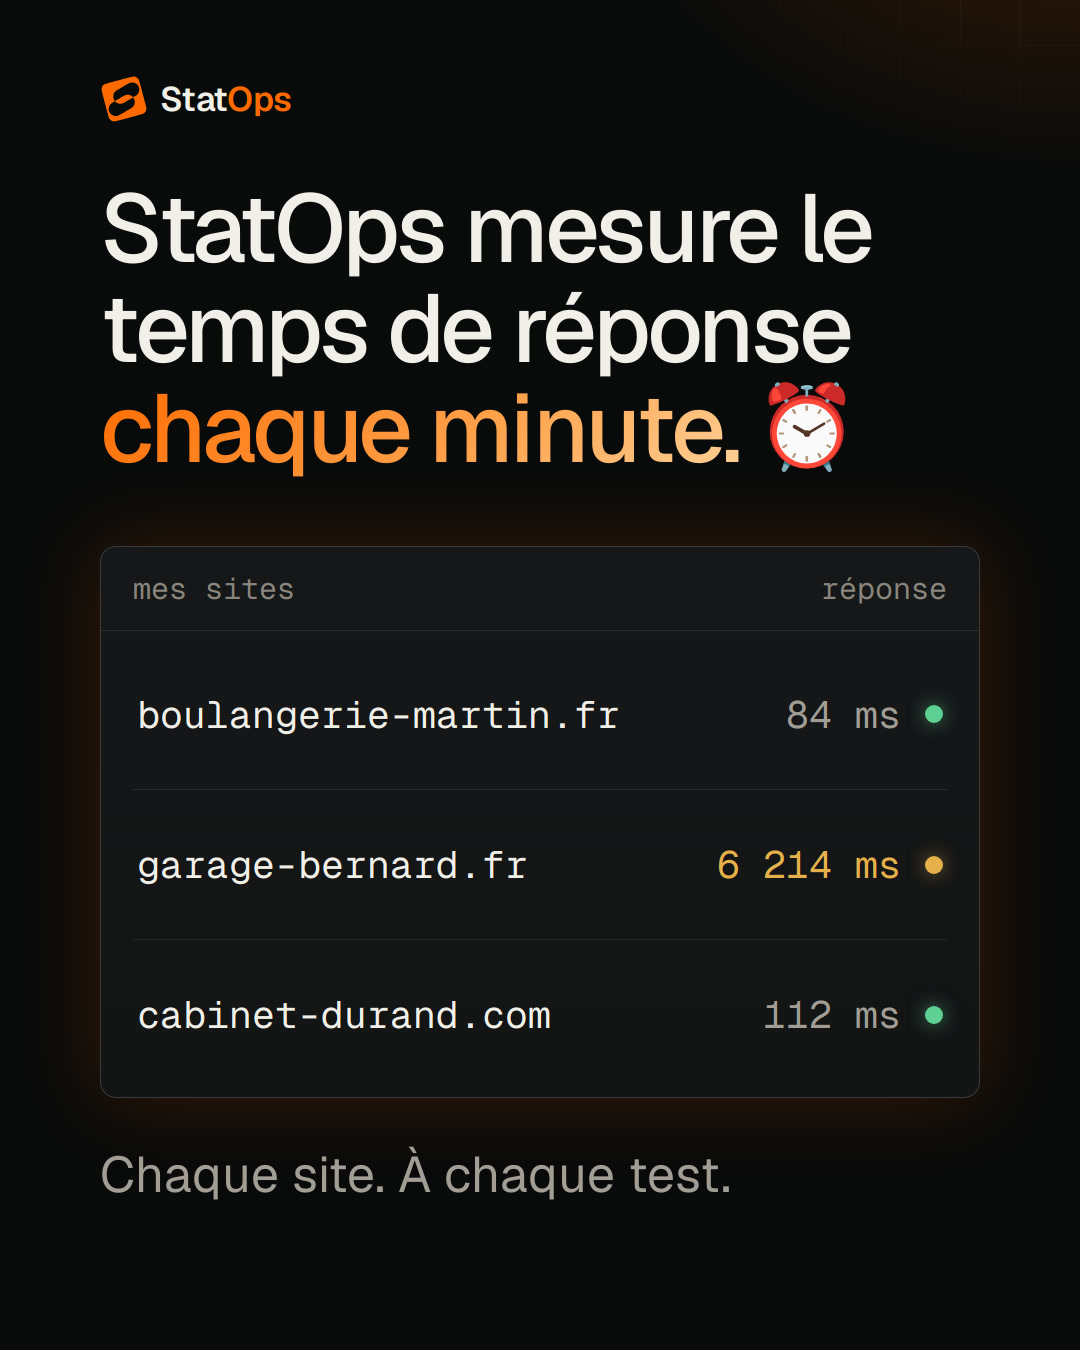 StatOps
StatOps mesure le
temps de réponse
chaque minute. ⏰
mes sites réponse
boulangerie-martin.fr 84 ms
garage-bernard.fr 6 214 ms
cabinet-durand.com 112 ms
Chaque site. À chaque test.